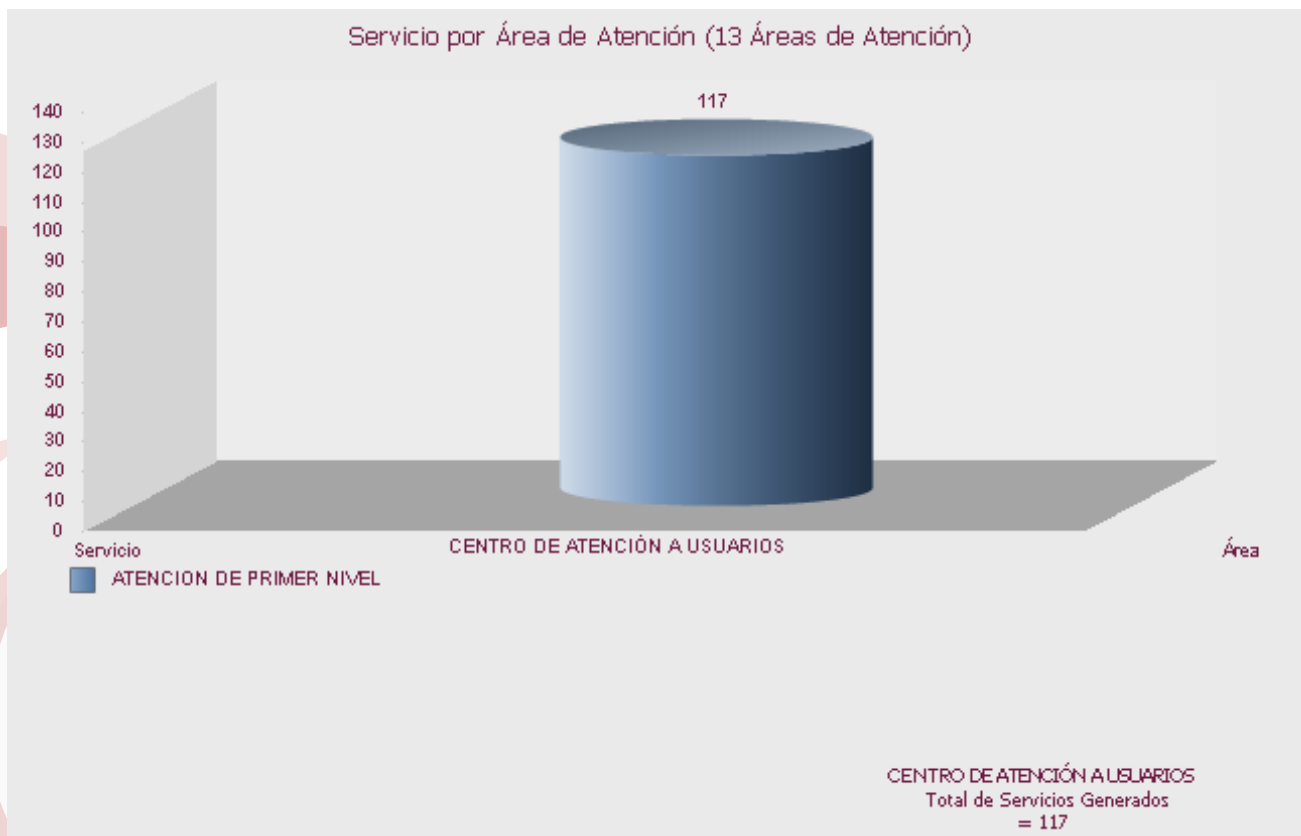 Servicio por Área de Atención (13 Áreas de Atención)
117
140
130
120
110
100
90
80
70
60
50
40
30
20
10
0
Servicio
CENTRO DE ATENCIÓN A USUARIOS
Área
ATENCION DE PRIMER NIVEL
CENTRO DE ATENCIÓN A USUARIOS
Total de Servicios Generados
= 117